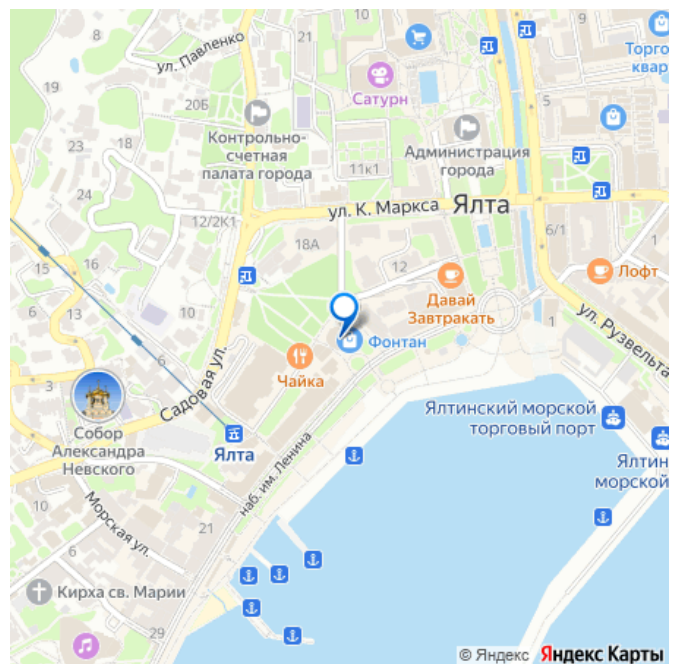 8
ул. Павленко
21
10
9
Торго
квар
19
Сатурн
20Б
5
Контрольно-
счетная
палата города
23
18
Администрация
города
11к1
24
12/2К1
ул. К. Маркса
Ялта
18А
6/1
1
15
16
12
Лофт
Давай
Завтракать
6
13
ул. Рузвельта
1
Фонтан
6
3
Чайка
Садовая ул.
Ялтинский морской
торговый порт
Собор
Александра
Невского
Ялта
Ялтин
морской
наб. им. Ленина
10
Морская ул.
21
6
Кирха св. Марии
29
© Яндекс Яндекс Карты